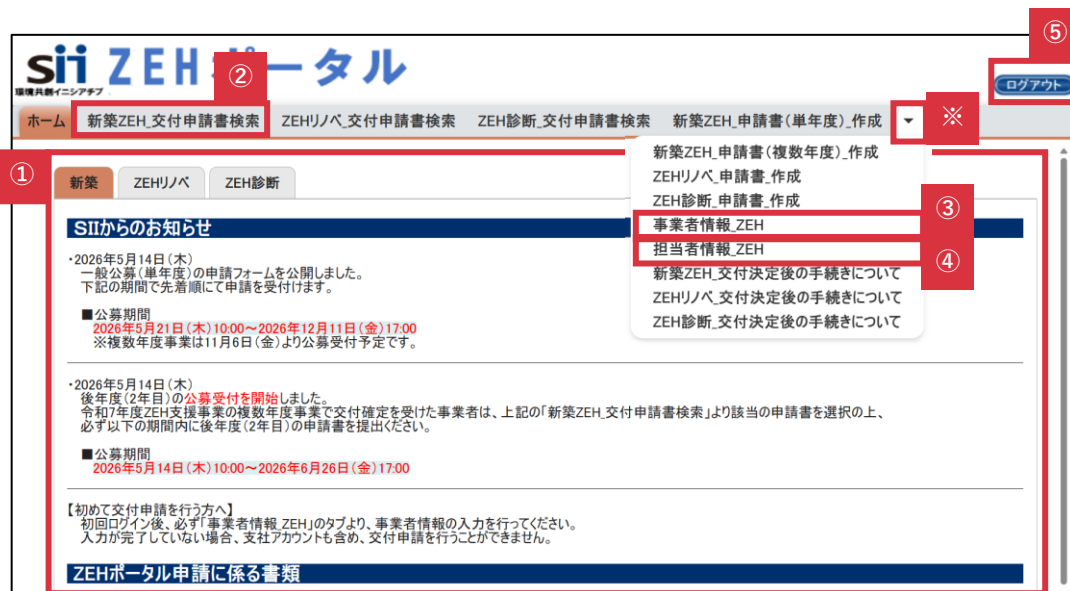 ⑤
sii ZEHポータル
環境共創イニシアチブ
②
ログアウト
ホーム 新築ZEH_交付申請書検索 ZEHリノベ_交付申請書検索 ZEH診断_交付申請書検索 新築ZEH_申請書(単年度)_作成 ▼ ※
新築ZEH_申請書(複数年度)_作成
ZEHリノベ_申請書_作成
ZEH診断_申請書_作成
事業者情報_ZEH
③
担当者情報_ZEH
④
新築ZEH_交付決定後の手続きについて
ZEHリノベ_交付決定後の手続きについて
ZEH診断_交付決定後の手続きについて
①
新築 ZEHリノベ ZEH診断
SIIからのお知らせ
・2026年5月14日(木)
一般公募(単年度)の申請フォームを公開しました。
下記の期間で先着順にて申請を受付けます。
■公募期間
2026年5月21日(木)10:00～2026年12月11日(金)17:00
※複数年度事業は11月6日(金)より公募受付予定です。
・2026年5月14日(木)
後年度(2年目)の公募受付を開始しました。
令和7年度ZEH支援事業の複数年度事業で交付確定を受けた事業者は、上記の「新築ZEH_交付申請書検索」より該当の申請書を選択の上、
必ず以下の期間内に後年度(2年目)の申請書を提出ください。
■公募期間
2026年5月14日(木)10:00～2026年6月26日(金)17:00
【初めて交付申請を行う方へ】
初回ログイン後、必ず「事業者情報_ZEH」のタブより、事業者情報の入力を行ってください。
入力が完了していない場合、支社アカウントも含め、交付申請を行うことができません。
ZEHポータル申請に係る書類